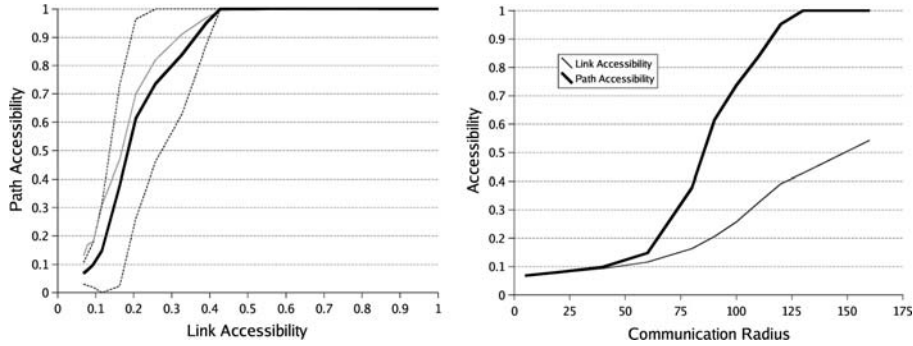 1
0.9
0.8
0.7
0.6
0.5
0.4
0.3
0.2
0.1
0
Path Accessibility
0 0.1 0.2 0.3 0.4 0.5 0.6 0.7 0.8 0.9 1
Link Accessibility
1
0.9
0.8
0.7
0.6
0.5
0.4
0.3
0.2
0.1
0
Accessibility
Link Accessibility
Path Accessibility
0 25 50 75 100 125 150 175
Communication Radius